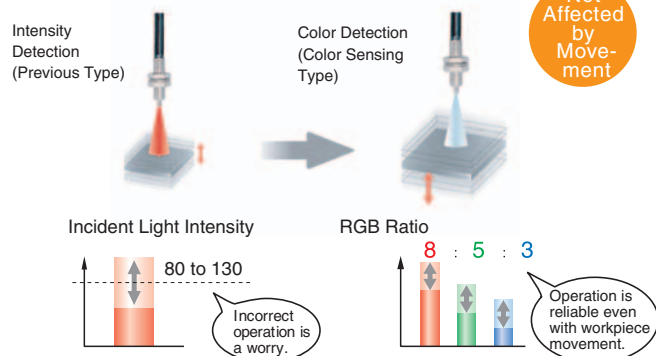 Intensity
Detection
(Previous Type)
Color Detection
(Color Sensing
Type)
Not
Affected
by
Move-
ment
Incident Light Intensity
80 to 130
Incorrect
operation is
a worry.
RGB Ratio
8 : 5 : 3
Operation is
reliable even
with workpiece
movement.